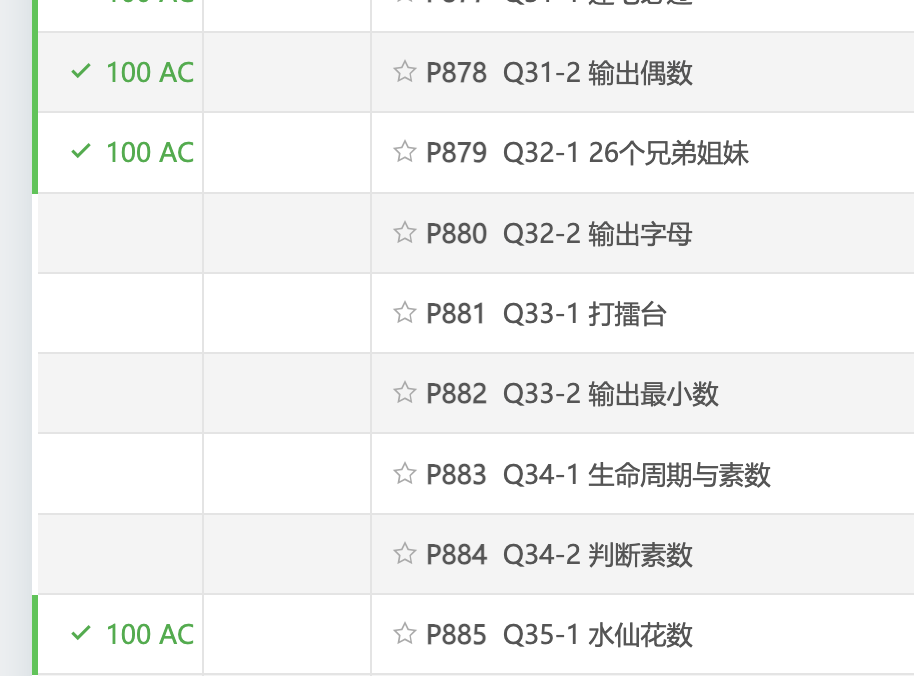 100 AC
✓ 100 AC ☆ P878 Q31-2 输出偶数
✓ 100 AC ☆ P879 Q32-1 26个兄弟姐妹
☆ P880 Q32-2 输出字母
☆ P881 Q33-1 打擂台
☆ P882 Q33-2 输出最小数
☆ P883 Q34-1 生命周期与素数
☆ P884 Q34-2 判断素数
✓ 100 AC ☆ P885 Q35-1 水仙花数